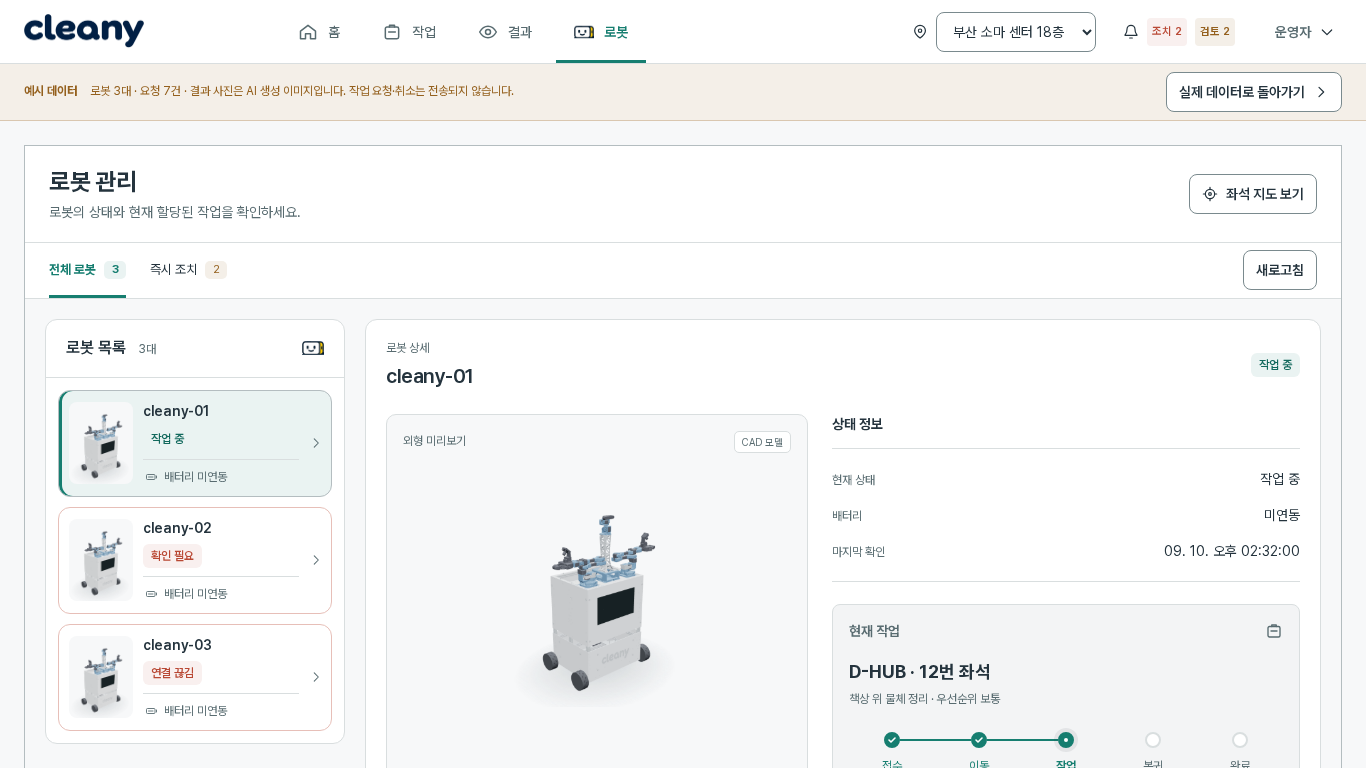 cleany
홈
작업
결과
로봇
부산 소마 센터 18층
조치 2
검토 2
운영자
예시 데이터
로봇 3대 · 요청 7건 · 결과 사진은 AI 생성 이미지입니다. 작업 요청·취소는 전송되지 않습니다.
실제 데이터로 돌아가기
로봇 관리
로봇의 상태와 현재 할당된 작업을 확인하세요.
좌석 지도 보기
전체 로봇 3
즉시 조치 2
새로고침
로봇 목록 3대
cleany-01
작업 중
배터리 미연동
cleany-02
확인 필요
배터리 미연동
cleany-03
연결 끊김
배터리 미연동
로봇 상세
cleany-01
작업 중
외형 미리보기
CAD 모델
cleany
상태 정보
현재 상태
작업 중
배터리
미연동
마지막 확인
09. 10. 오후 02:32:00
현재 작업
D-HUB · 12번 좌석
책상 위 물체 정리 · 우선순위 보통
접수
이동
작업
복귀
완료